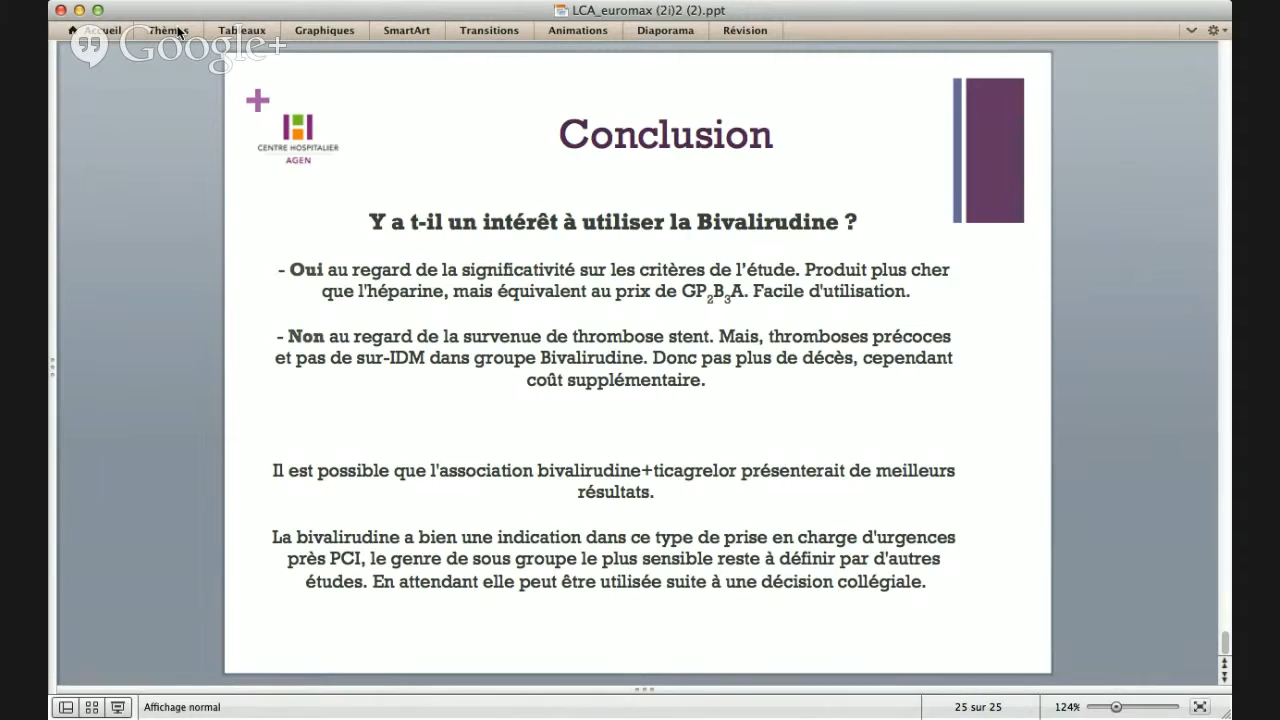 LCA_euromax (2i)2 (2).ppt
Accueil Thèmes Tableaux Graphiques SmartArt Transitions Animations Diaporama Révision
Google+
CENTRE HOSPITALIER
AGEN
Conclusion
Y a t-il un intérêt à utiliser la Bivalirudine ?
- Oui au regard de la significativité sur les critères de l'étude. Produit plus cher
que l'héparine, mais équivalent au prix de GP2B3A. Facile d'utilisation.
- Non au regard de la survenue de thrombose stent. Mais, thromboses précoces
et pas de sur-IDM dans groupe Bivalirudine. Donc pas plus de décès, cependant
coût supplémentaire.
Il est possible que l'association bivalirudine+ticagrelor présenterait de meilleurs
résultats.
La bivalirudine a bien une indication dans ce type de prise en charge d'urgences
près PCI, le genre de sous groupe le plus sensible reste à définir par d'autres
études. En attendant elle peut être utilisée suite à une décision collégiale.
Affichage normal
25 sur 25
124%